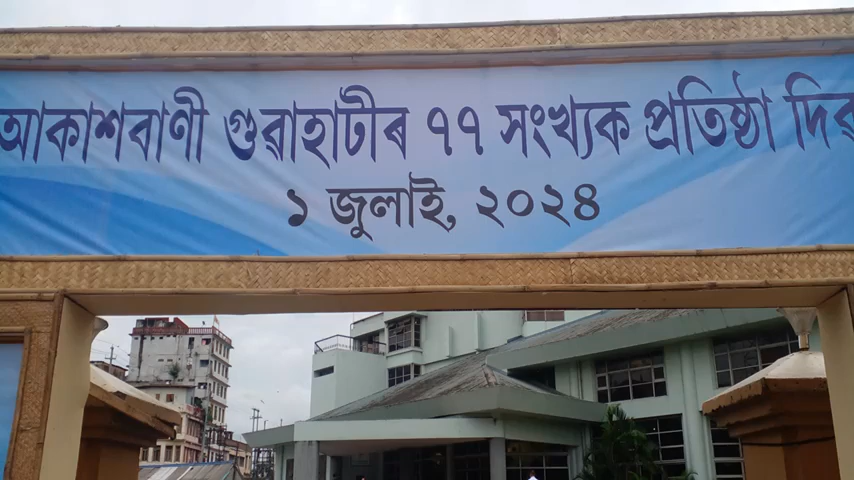 আকাশবাণী গুৱাহাটীৰ ৭৭ সংখ্যক প্ৰতিষ্ঠা দিৱ
১ জুলাই, ২০২৪